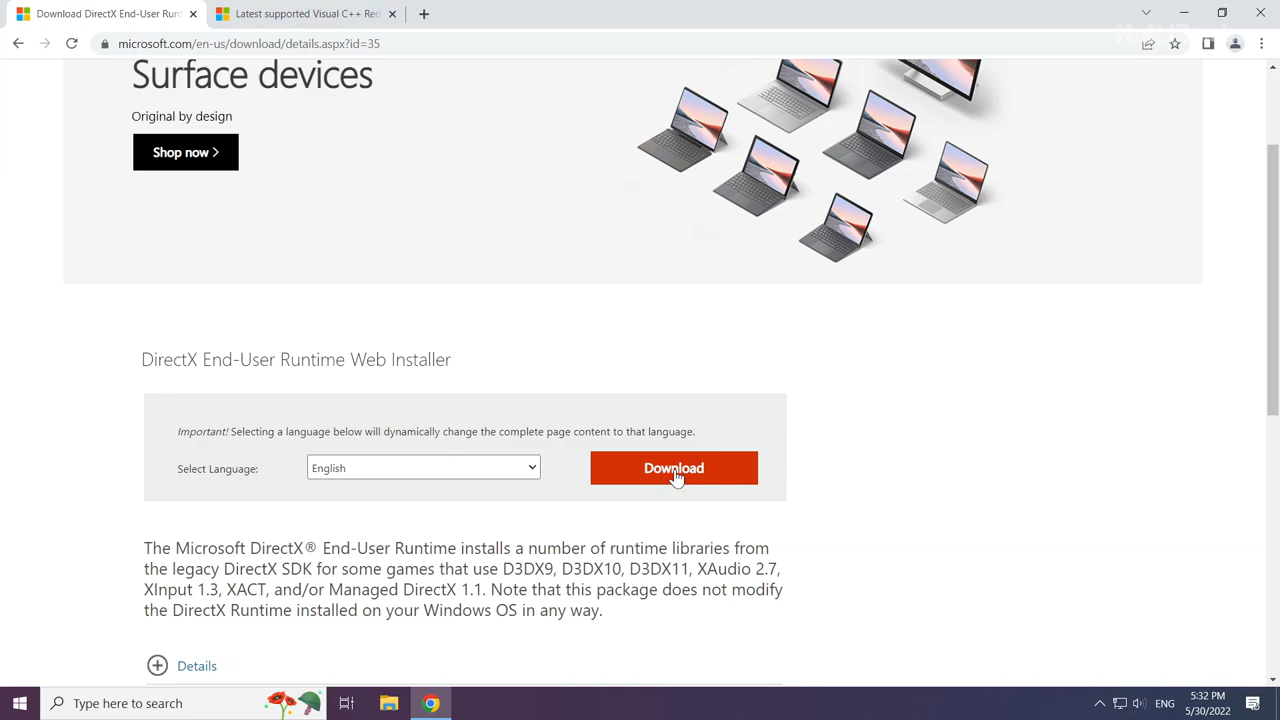 Download DirectX End-User Runt
Latest supported Visual C++ Red
microsoft.com/en-us/download/details.aspx?id=35
Surface devices
Original by design
Shop now >
DirectX End-User Runtime Web Installer
Important! Selecting a language below will dynamically change the complete page content to that language.
Select Language:
English
Download
The Microsoft DirectX® End-User Runtime installs a number of runtime libraries from
the legacy DirectX SDK for some games that use D3DX9, D3DX10, D3DX11, XAudio 2.7,
XInput 1.3, XACT, and/or Managed DirectX 1.1. Note that this package does not modify
the DirectX Runtime installed on your Windows OS in any way.
Details
Type here to search
ENG
5:32 PM
5/30/2022